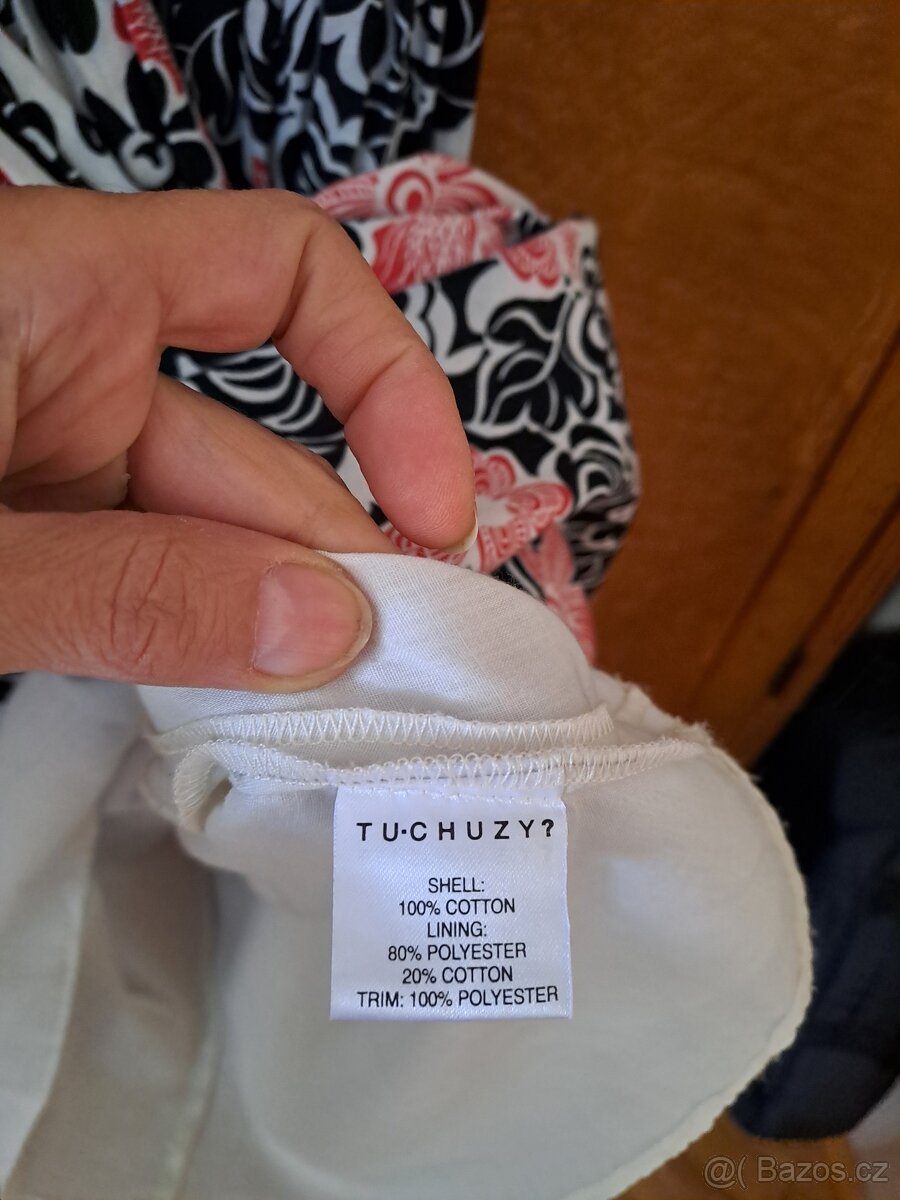 TU•CHUZY?
SHELL:
100% COTTON
LINING:
80% POLYESTER
20% COTTON
TRIM: 100% POLYESTER
@( Bazos.cz